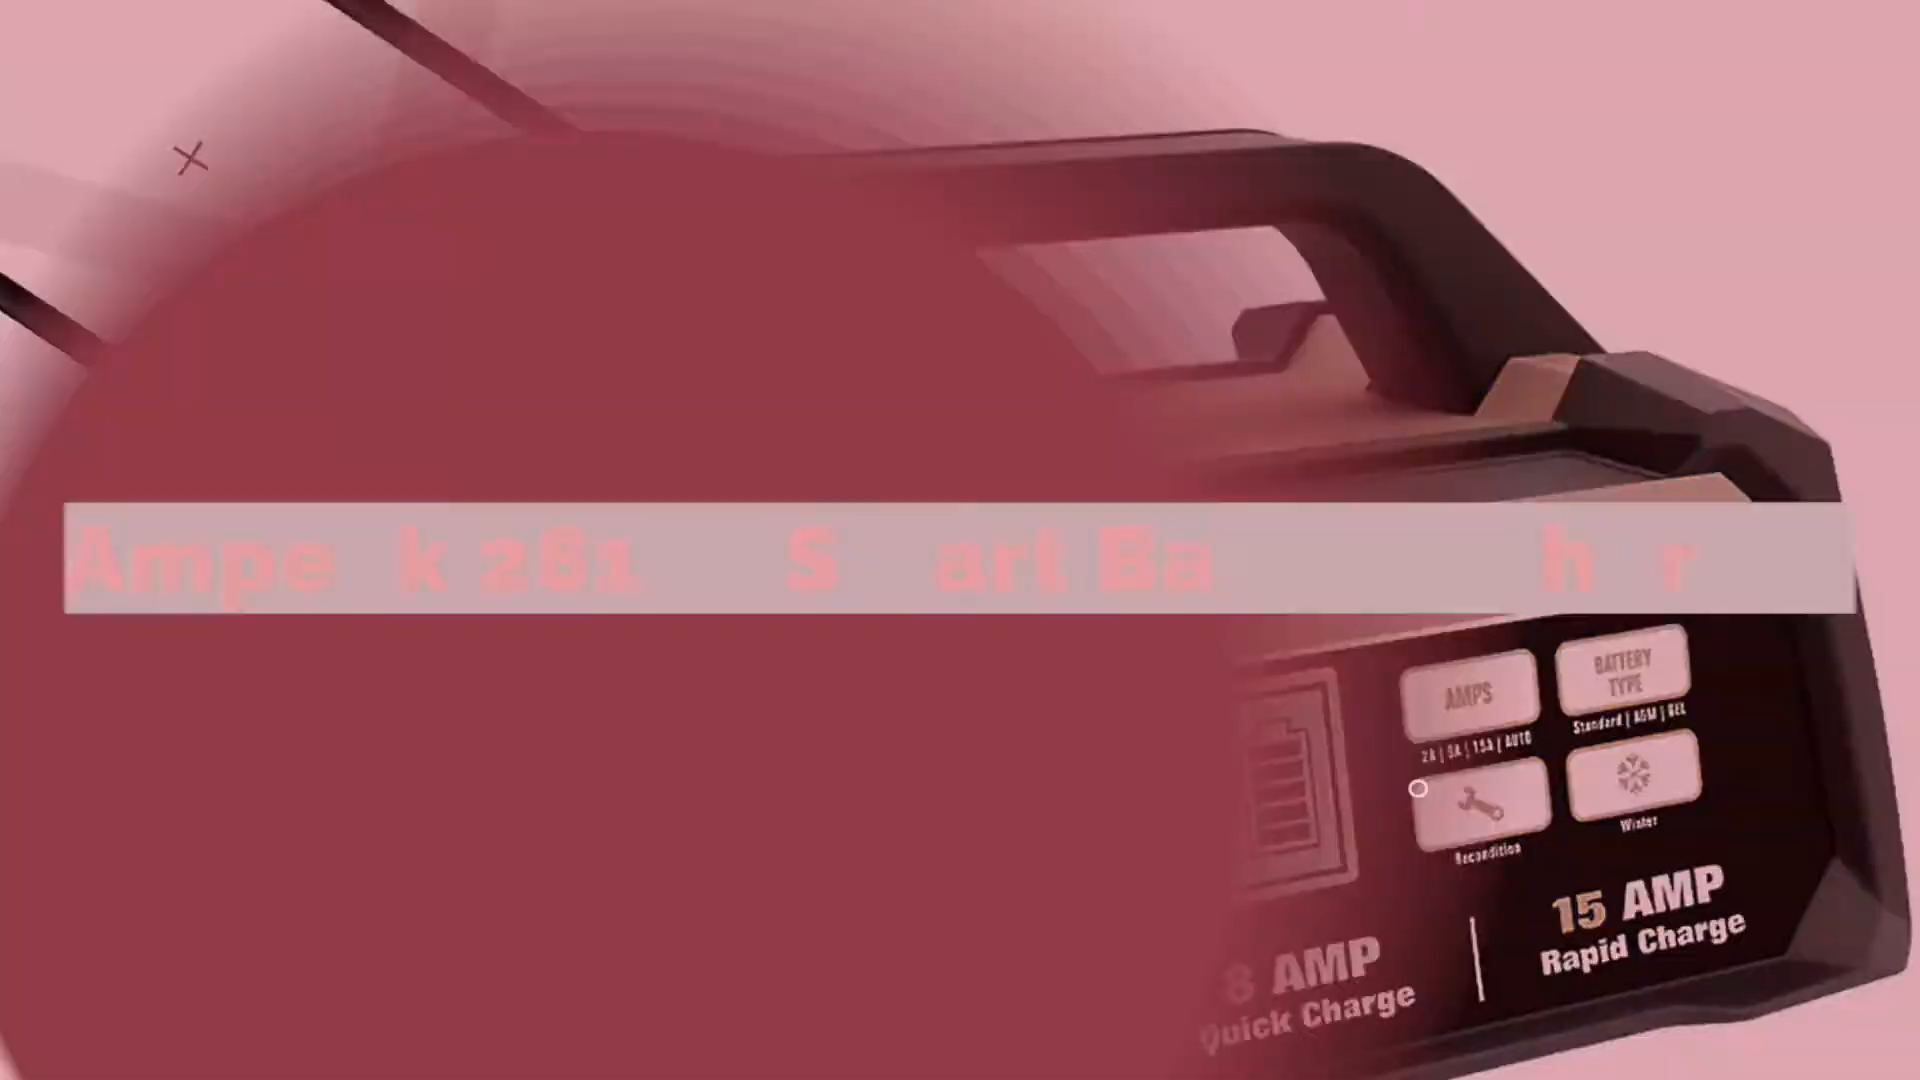 Ampe k 2612 S art Ba h r
AMPS
BATTERY
TYPE
2A | 8A | 15A | AUTO
Standard | AGM | GEL
Recondition
Winter
8 AMP
Quick Charge
15 AMP
Rapid Charge